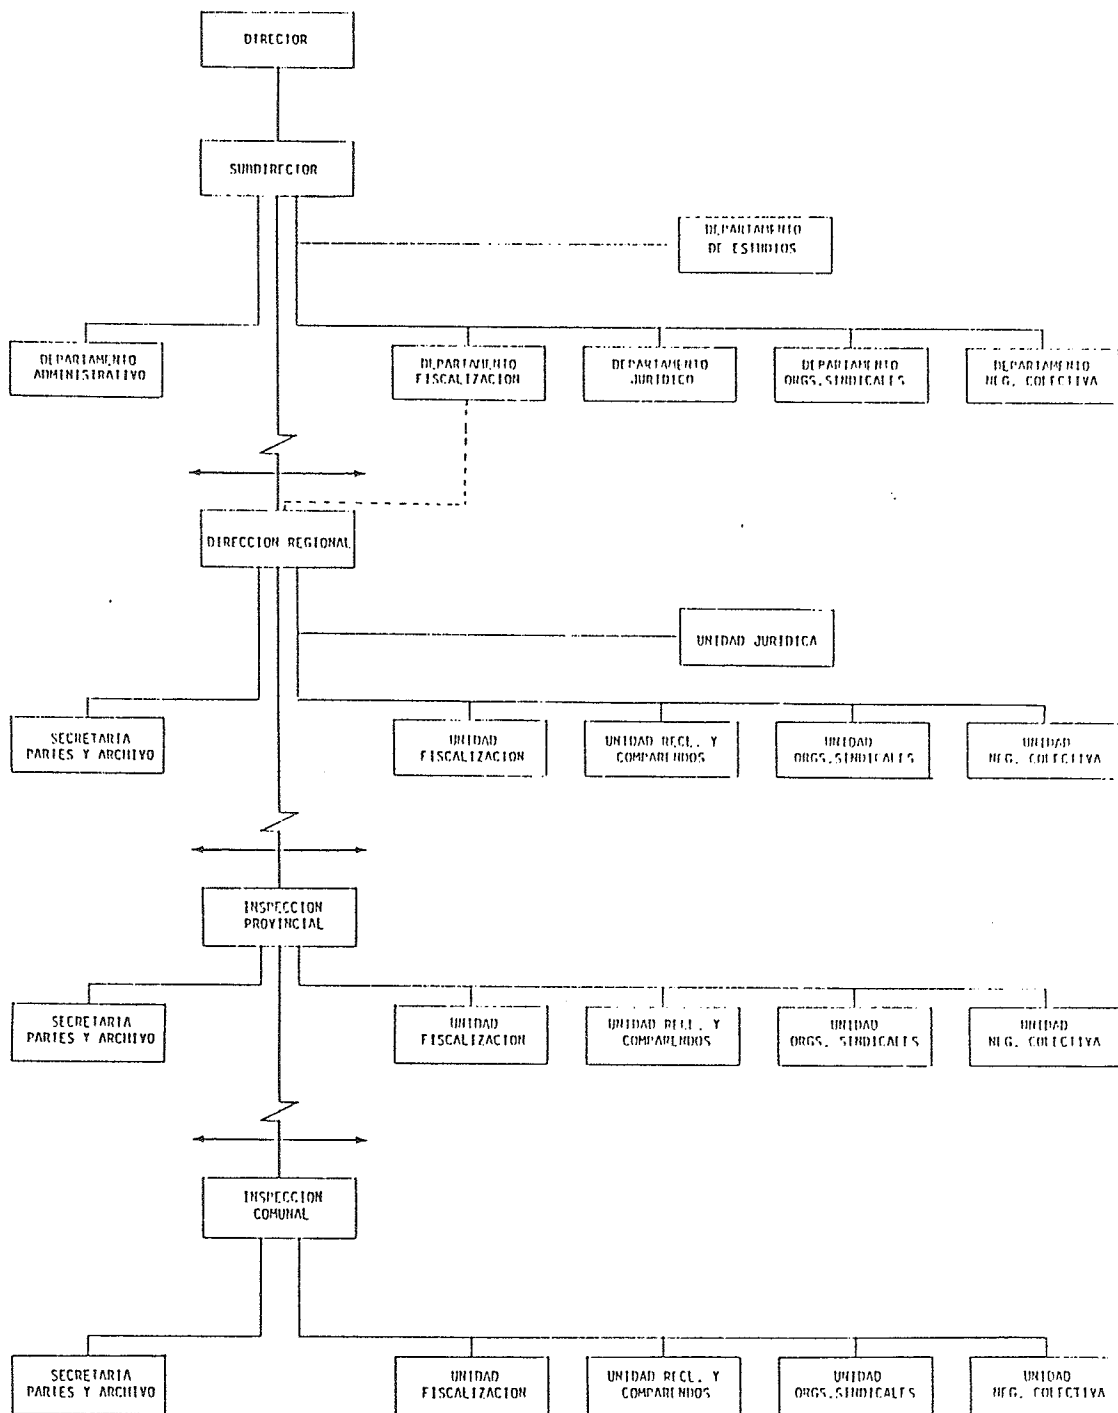 DIRECTOR
SUBDIRECTOR
DEPARTAMENTO
DE ESTUDIOS
DEPARTAMENTO
ADMINISTRATIVO
DEPARTAMENTO
FISCALIZACION
DEPARTAMENTO
JURIDICO
DEPARTAMENTO
ORGS.SINDICALES
DEPARTAMENTO
NEG. COLECTIVA
DIRECCION REGIONAL
UNIDAD JURIDICA
SECRETARIA
PARTES Y ARCHIVO
UNIDAD
FISCALIZACION
UNIDAD RECL. Y
COMPARENDOS
UNIDAD
ORGS.SINDICALES
UNIDAD
NEG. COLECTIVA
INSPECCION
PROVINCIAL
SECRETARIA
PARTES Y ARCHIVO
UNIDAD
FISCALIZACION
UNIDAD RECL. Y
COMPARENDOS
UNIDAD
ORGS. SINDICALES
UNIDAD
NEG. COLECTIVA
INSPECCION
COMUNAL
SECRETARIA
PARTES Y ARCHIVO
UNIDAD
FISCALIZACION
UNIDAD RECL. Y
COMPARENDOS
UNIDAD
ORGS.SINDICALES
UNIDAD
NEG. COLECTIVA